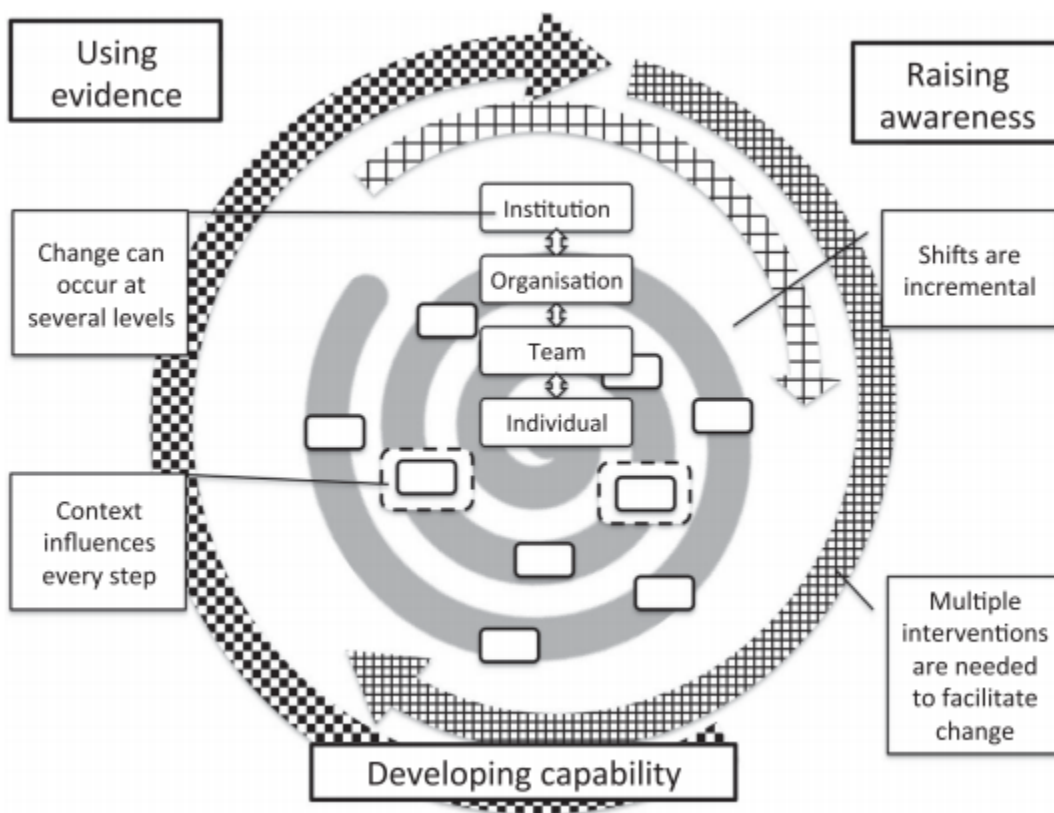 Using
evidence
Raising
awareness
Institution
Change can
occur at
several levels
Organisation
Shifts are
incremental
Team
Individual
Context
influences
every step
Multiple
interventions
are needed
to facilitate
change
Developing capability